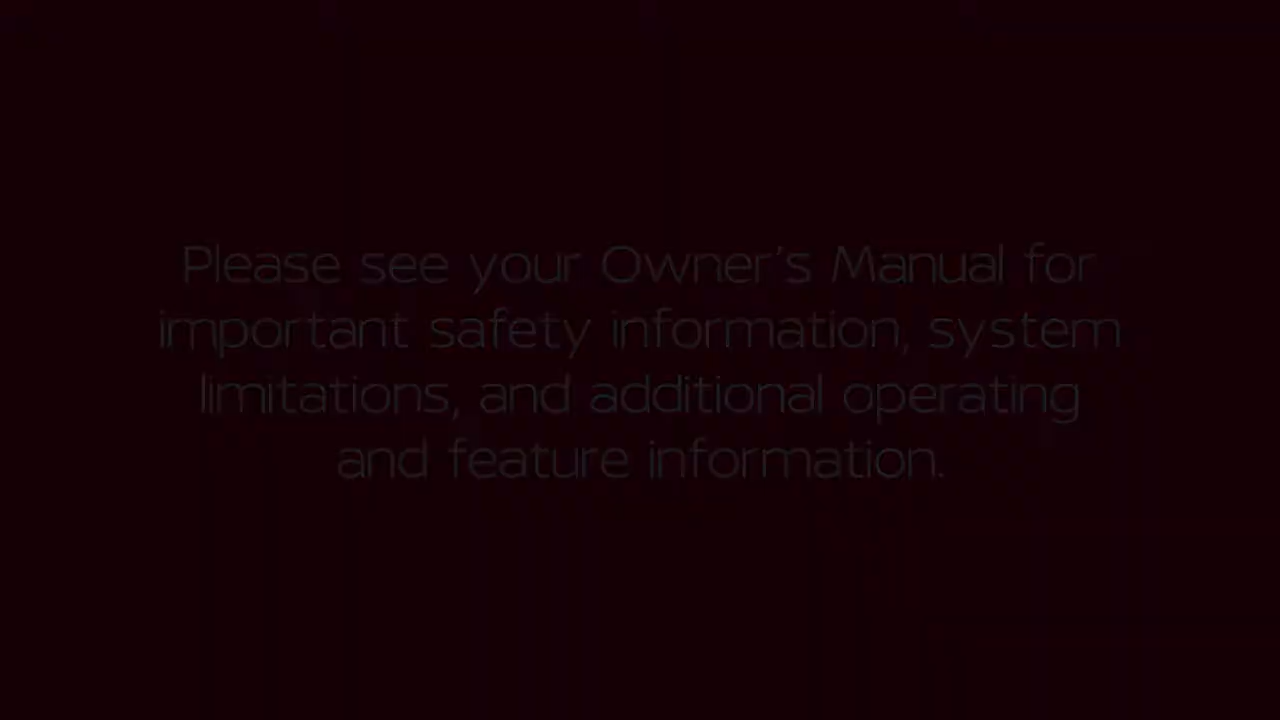 Please see your Owner's Manual for
important safety information, system
limitations, and additional operating
and feature information.